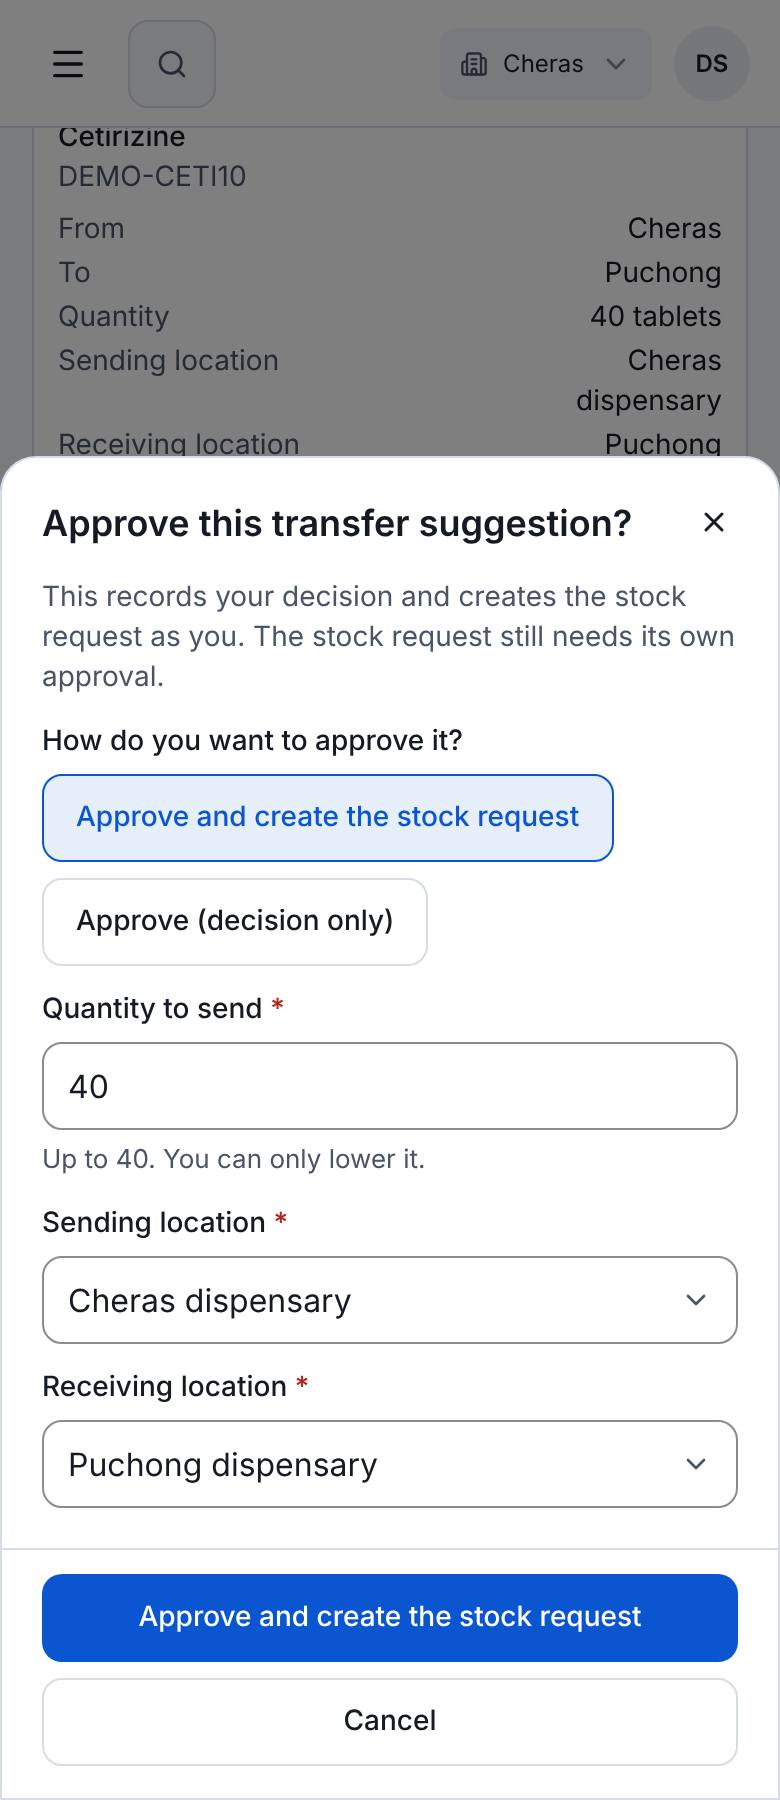 Cheras
DS
Cetirizine
DEMO-CETI10
From Cheras
To Puchong
Quantity 40 tablets
Sending location Cheras
dispensary
Receiving location Puchong
Approve this transfer suggestion?
This records your decision and creates the stock
request as you. The stock request still needs its own
approval.
How do you want to approve it?
Approve and create the stock request
Approve (decision only)
Quantity to send *
40
Up to 40. You can only lower it.
Sending location *
Cheras dispensary
Receiving location *
Puchong dispensary
Approve and create the stock request
Cancel